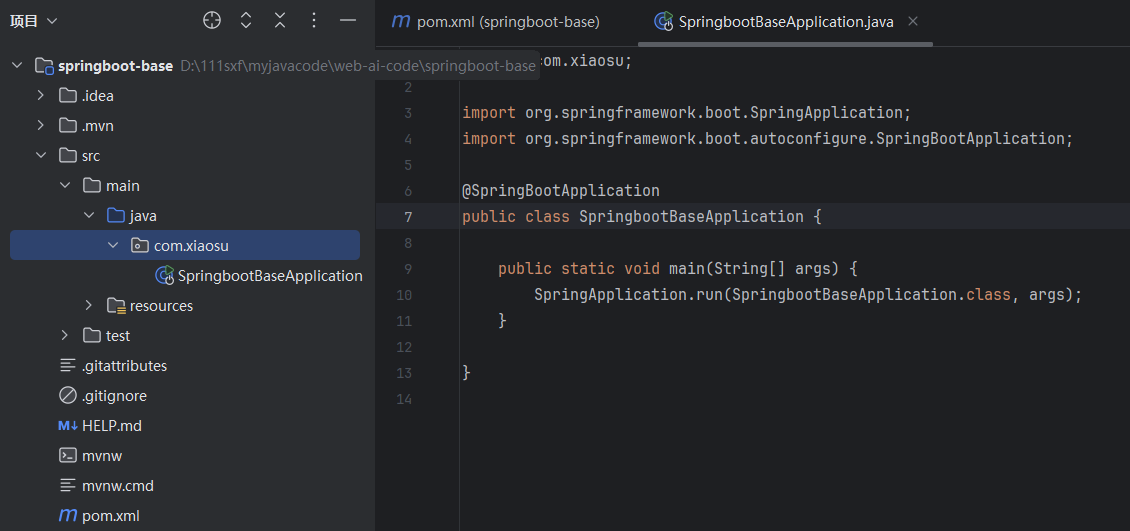 项目
springboot-base D:\111sxf\myjavacode\web-ai-code\springboot-base
.idea
.mvn
src
main
java
com.xiaosu
SpringbootBaseApplication
resources
test
.gitattributes
.gitignore
M↓ HELP.md
mvnw
mvnw.cmd
m pom.xml
m pom.xml (springboot-base)
SpringbootBaseApplication.java
com.xiaosu;
2
3 import org.springframework.boot.SpringApplication;
4 import org.springframework.boot.autoconfigure.SpringBootApplication;
5
6 @SpringBootApplication
7 public class SpringbootBaseApplication {
8
9 public static void main(String[] args) {
10 SpringApplication.run(SpringbootBaseApplication.class, args);
11 }
12
13 }
14